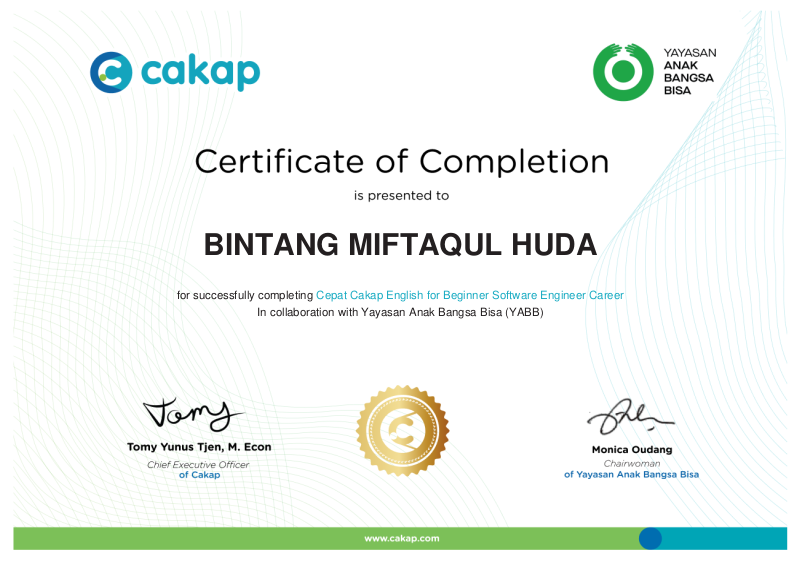 cakap
YAYASAN
ANAK
BANGSA
BISA
Certificate of Completion
is presented to
BINTANG MIFTAQUL HUDA
for successfully completing Cepat Cakap English for Beginner Software Engineer Career
In collaboration with Yayasan Anak Bangsa Bisa (YABB)
Tomy
Tomy Yunus Tjen, M. Econ
Chief Executive Officer
of Cakap
Monica Oudang
Chairwoman
of Yayasan Anak Bangsa Bisa
www.cakap.com